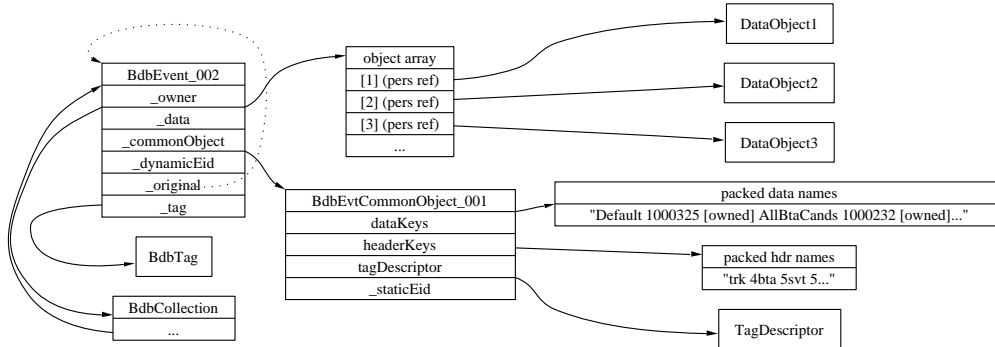 BdbEvent_002
_owner
_data
_commonObject
_dynamicEid
_original
_tag
BdbTag
BdbCollection
...
object array
[1] (pers ref)
[2] (pers ref)
[3] (pers ref)
...
DataObject1
DataObject2
DataObject3
BdbEvtCommonObject_001
dataKeys
headerKeys
tagDescriptor
_staticEid
packed data names
"Default 1000325 [owned] AllBtaCands 1000232 [owned]..."
packed hdr names
"trk 4bta 5svt 5..."
TagDescriptor